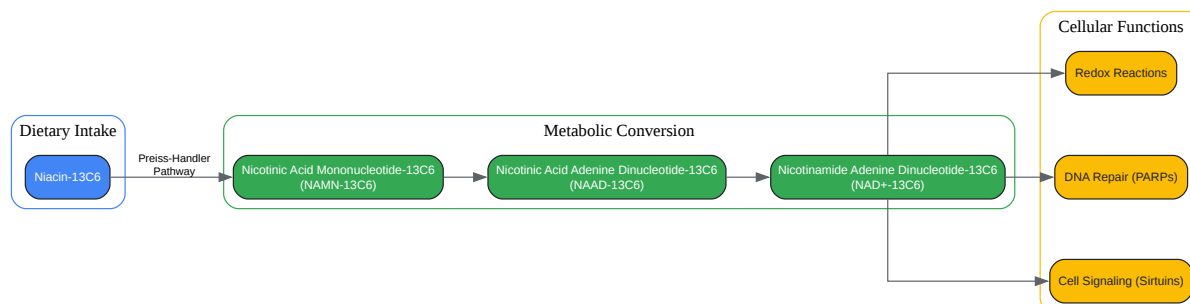 Cellular Functions
Redox Reactions
Dietary Intake
Metabolic Conversion
Preiss-Handler
Pathway
Niacin-13C6
Nicotinic Acid Mononucleotide-13C6
(NAMN-13C6)
Nicotinic Acid Adenine Dinucleotide-13C6
(NAAD-13C6)
Nicotinamide Adenine Dinucleotide-13C6
(NAD+-13C6)
DNA Repair (PARPs)
Cell Signaling (Sirtuins)